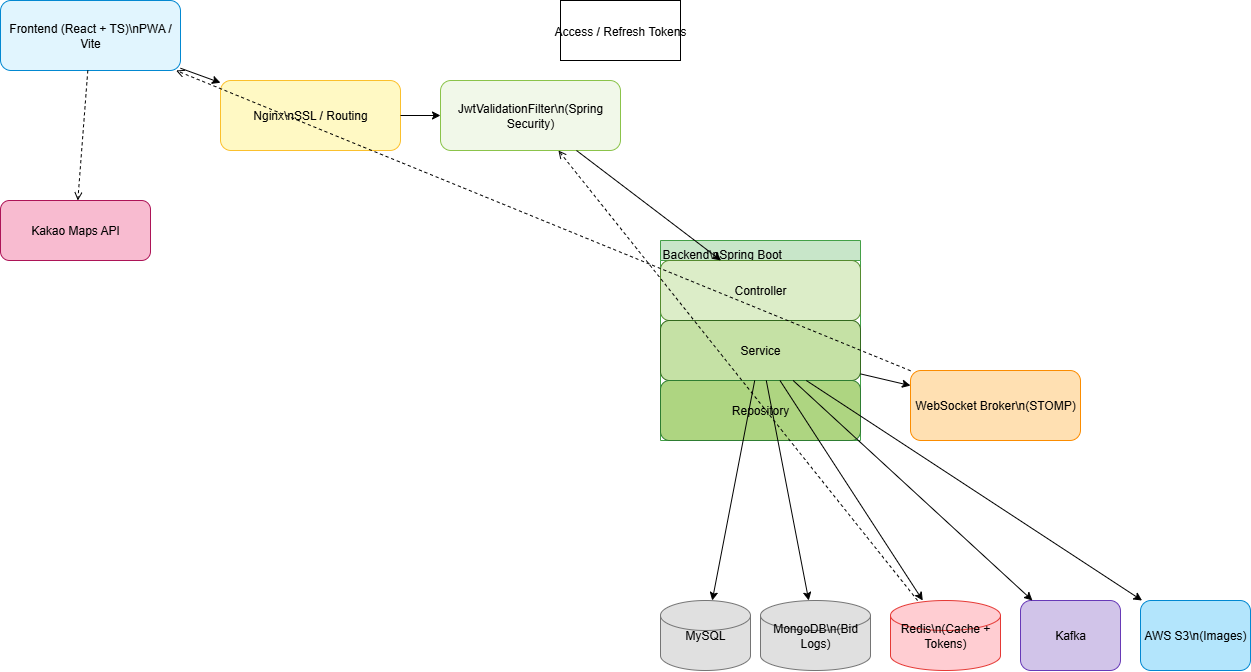 Frontend (React + TS)\nPWA /
Vite
Access / Refresh Tokens
Nginx\nSSL / Routing
JwtValidationFilter\n(Spring
Security)
Kakao Maps API
Backend\nSpring Boot
Controller
Service
Repository
WebSocket Broker\n(STOMP)
MySQL
MongoDB\n(Bid
Logs)
Redis\n(Cache +
Tokens)
Kafka
AWS S3\n(Images)